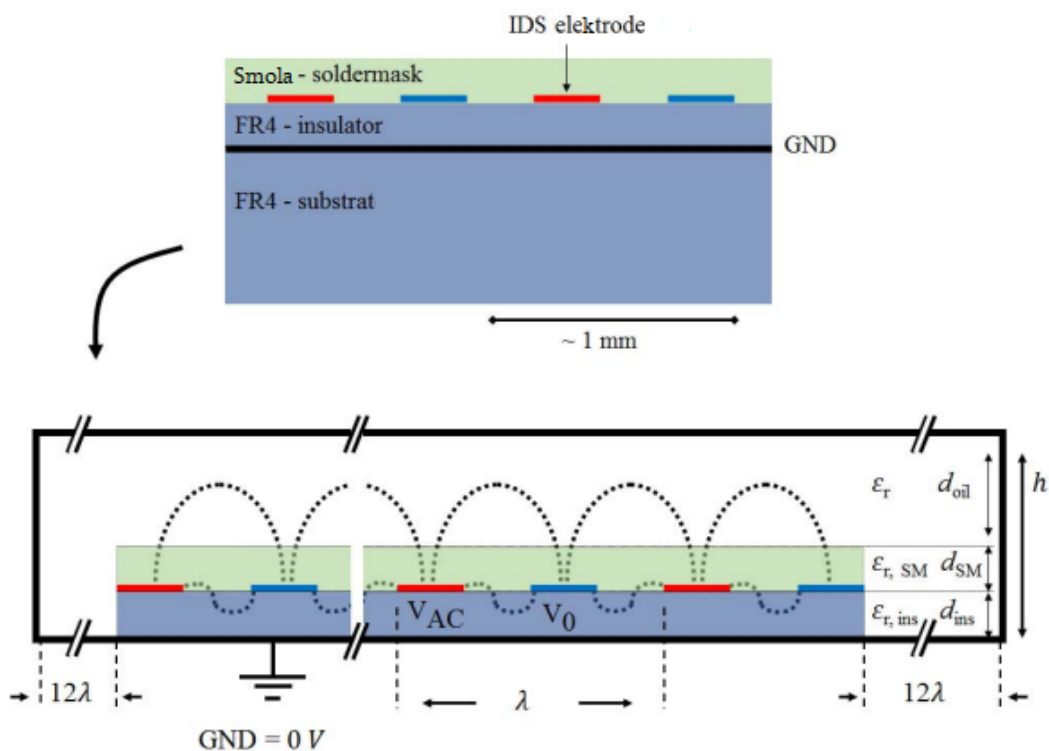 IDS elektrode
Smola - soldermask
FR4 - insulator
GND
FR4 - substrat
~ 1 mm
εr doil h
εr, SM dSM
VAC V0 εr, ins dins
12λ λ 12λ
GND = 0 V